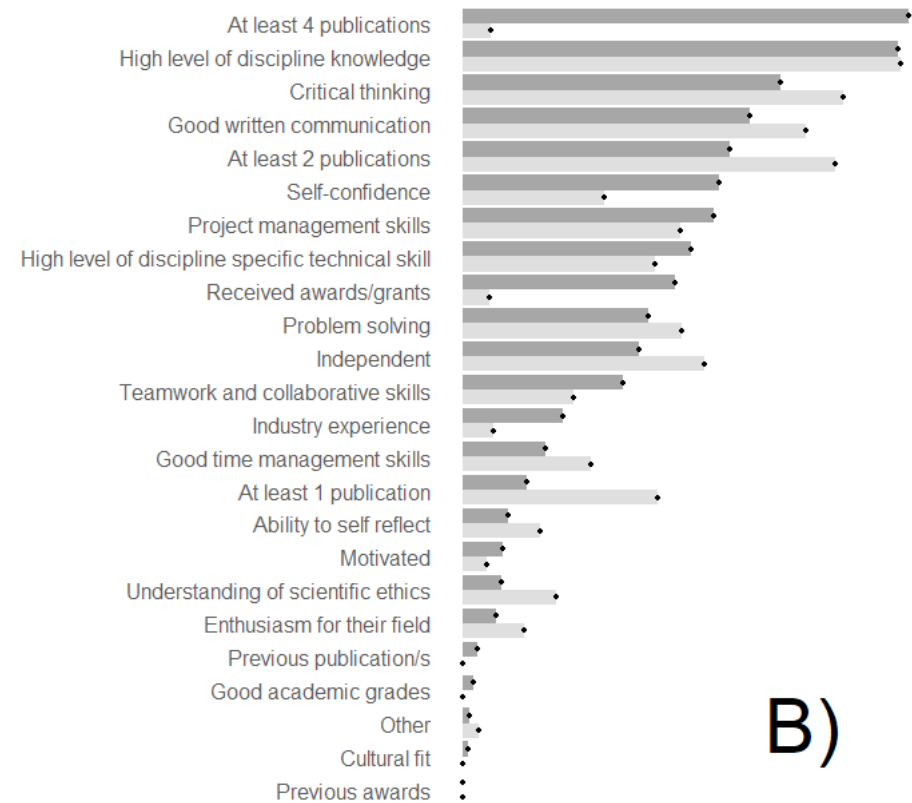 At least 4 publications
High level of discipline knowledge
Critical thinking
Good written communication
At least 2 publications
Self-confidence
Project management skills
High level of discipline specific technical skill
Received awards/grants
Problem solving
Independent
Teamwork and collaborative skills
Industry experience
Good time management skills
At least 1 publication
Ability to self reflect
Motivated
Understanding of scientific ethics
Enthusiasm for their field
Previous publication/s
Good academic grades
Other
Cultural fit
Previous awards
B)